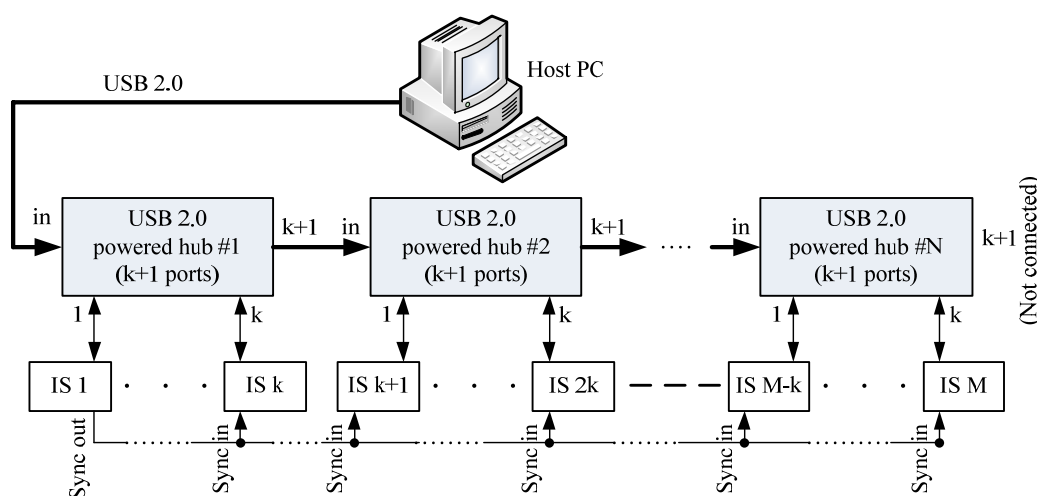 Host PC
USB 2.0
in
USB 2.0
powered hub #1
(k+1 ports)
k+1
in
USB 2.0
powered hub #2
(k+1 ports)
k+1
....
in
USB 2.0
powered hub #N
(k+1 ports)
k+1
(Not connected)
1
k
1
k
1
k
IS 1
. . .
IS k
IS k+1
. . .
IS 2k
IS M-k
. . .
IS M
Sync out
Sync in
Sync in
Sync in
Sync in
Sync in